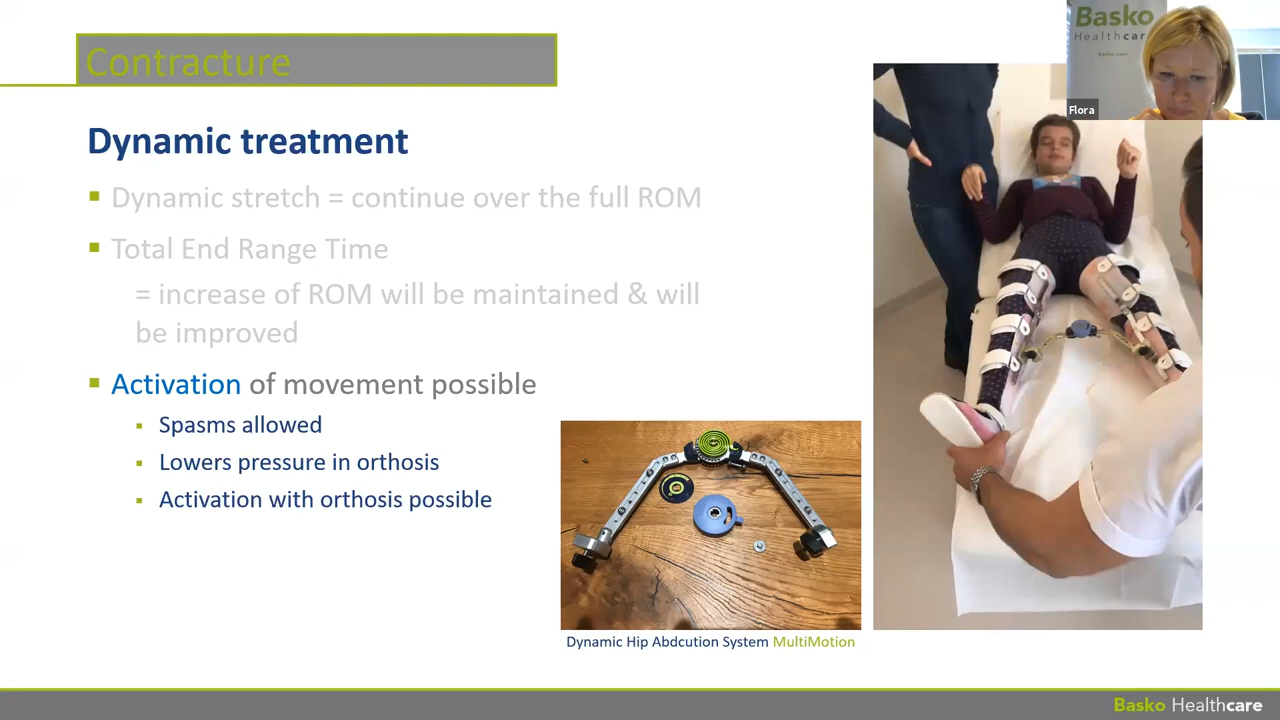 Contracture
Basko
Healthcare
basko.com
Flora
Dynamic treatment
Dynamic stretch = continue over the full ROM
Total End Range Time
= increase of ROM will be maintained & will
be improved
Activation of movement possible
Spasms allowed
Lowers pressure in orthosis
Activation with orthosis possible
Dynamic Hip Abdcution System MultiMotion
Basko Healthcare